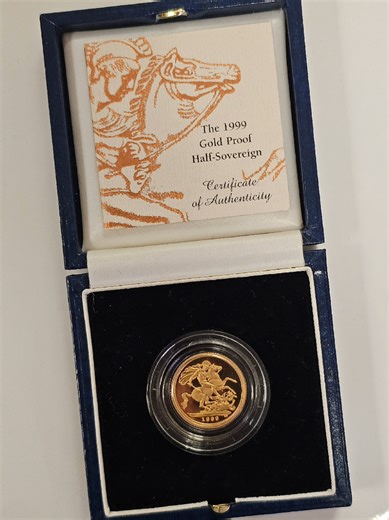 The 1999
Gold Proof
Half-Sovereign
Certificate
of Authenticity
1999